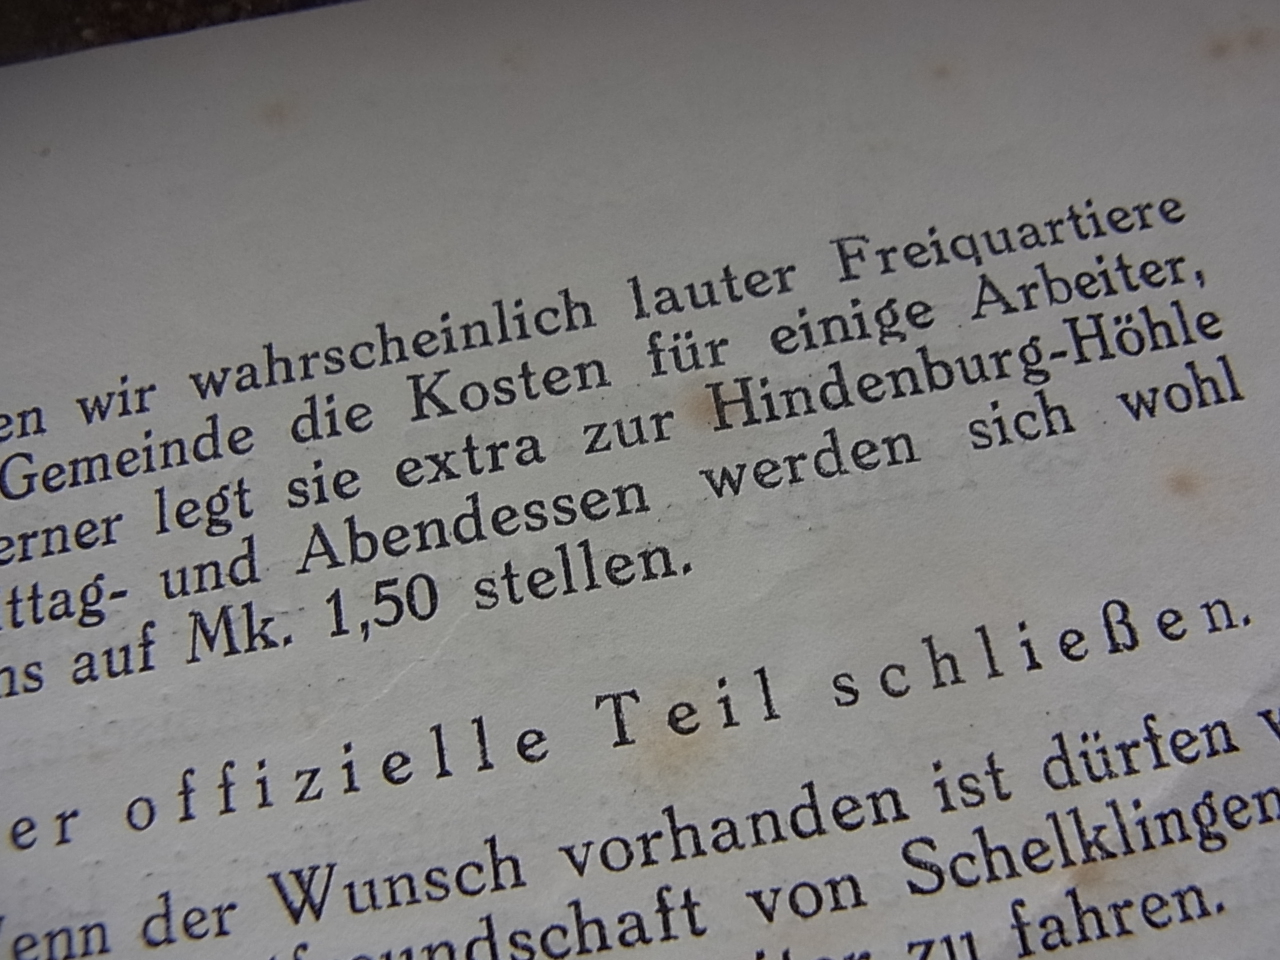 en wir wahrscheinlich lauter Freiquartiere
Gemeinde die Kosten für einige Arbeiter,
erner legt sie extra zur Hindenburg-Höhle
ttag- und Abendessen werden sich wohl
ns auf Mk. 1,50 stellen.
er offizielle Teil schließen.
enn der Wunsch vorhanden ist dürfen
undschaft von Schelklingen
zu fahren.